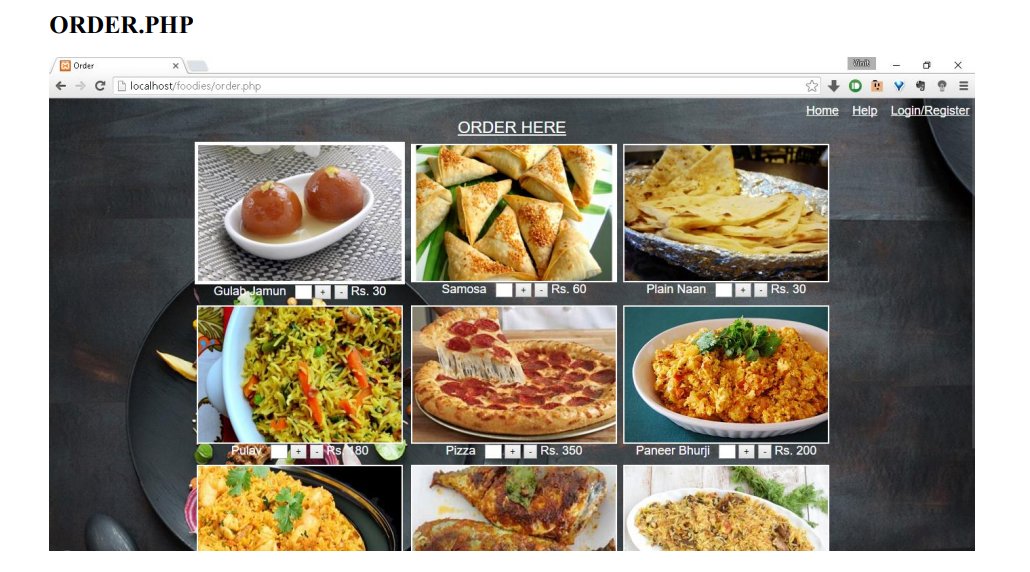 ORDER.PHP
Order
Vinit
localhost/foodies/order.php
Home Help Login/Register
ORDER HERE
Gulab Jamun + - Rs. 30
Samosa + - Rs. 60
Plain Naan + - Rs. 30
Pulav + - Rs. 180
Pizza + - Rs. 350
Paneer Bhurji + - Rs. 200